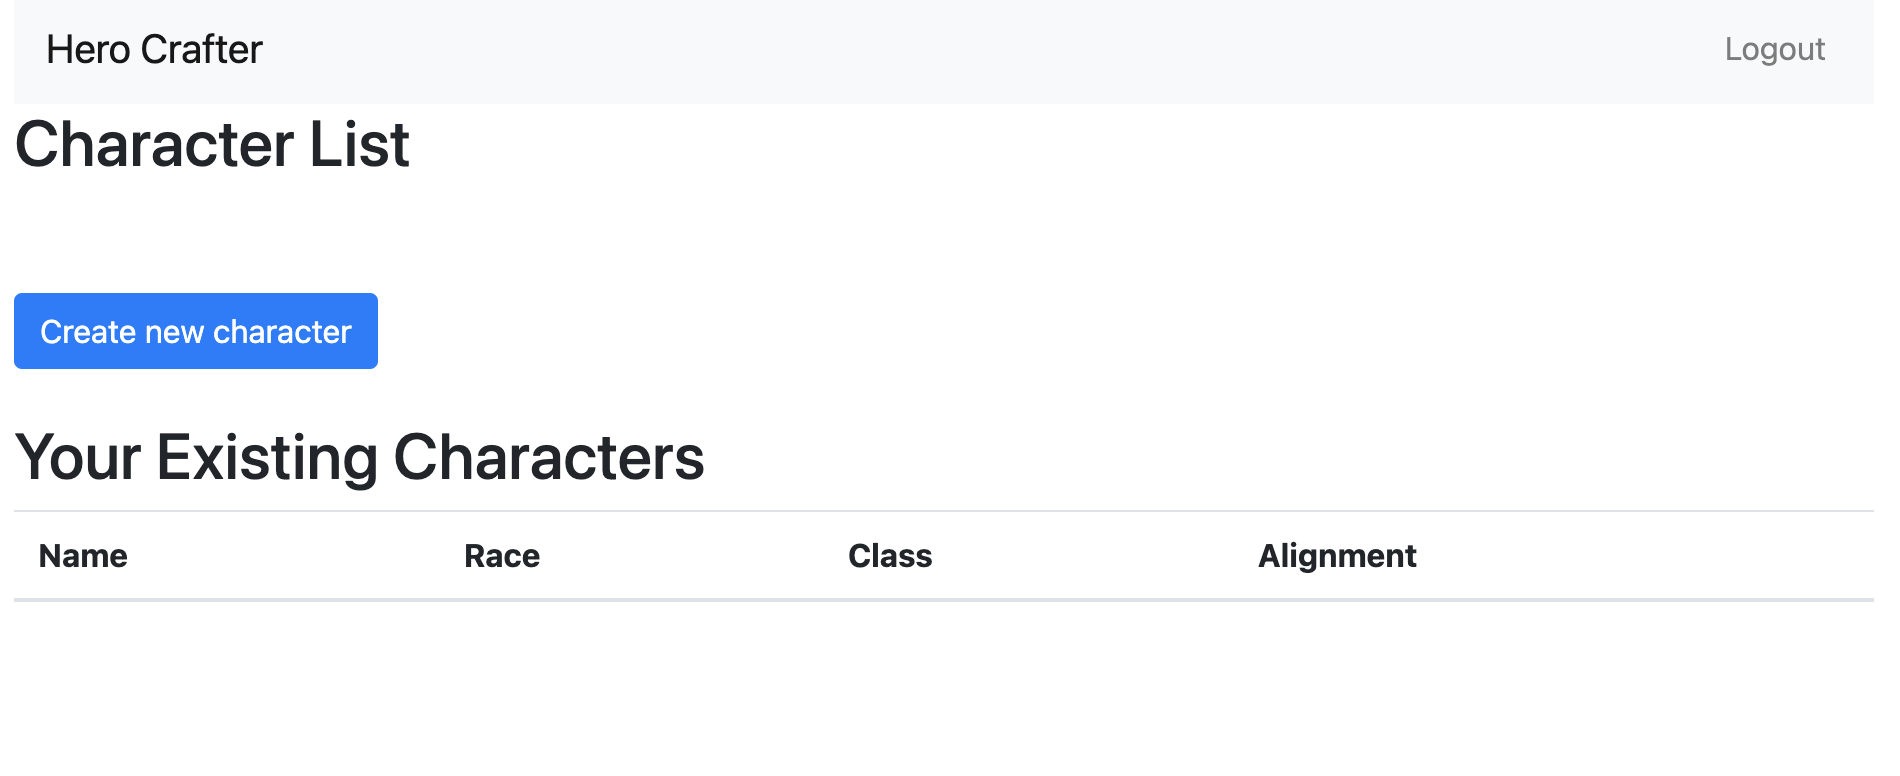 Hero Crafter Logout
Character List
Create new character
Your Existing Characters
Name Race Class Alignment